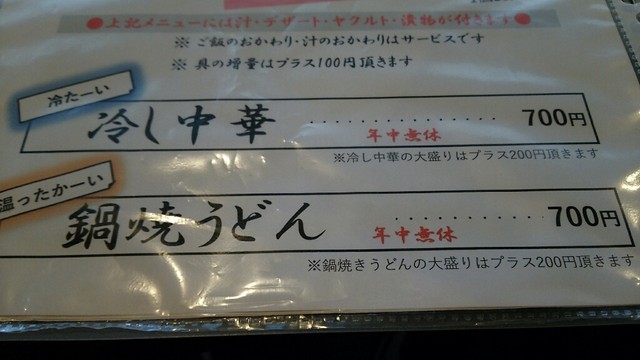 ●上記メニューには汁・デザート・ヤクルト・漬物が付きます●
※ ご飯のおかわり・汁のおかわりはサービスです
※ 具の増量はプラス100円頂きます
冷たーい
冷し中華 ・・・・・・・・・・・・・・・ 700円
年中無休
※冷し中華の大盛りはプラス200円頂きます
温ったかーい
鍋焼うどん ・・・・・・・・・・・・ 700円
年中無休
※鍋焼きうどんの大盛りはプラス200円頂きます